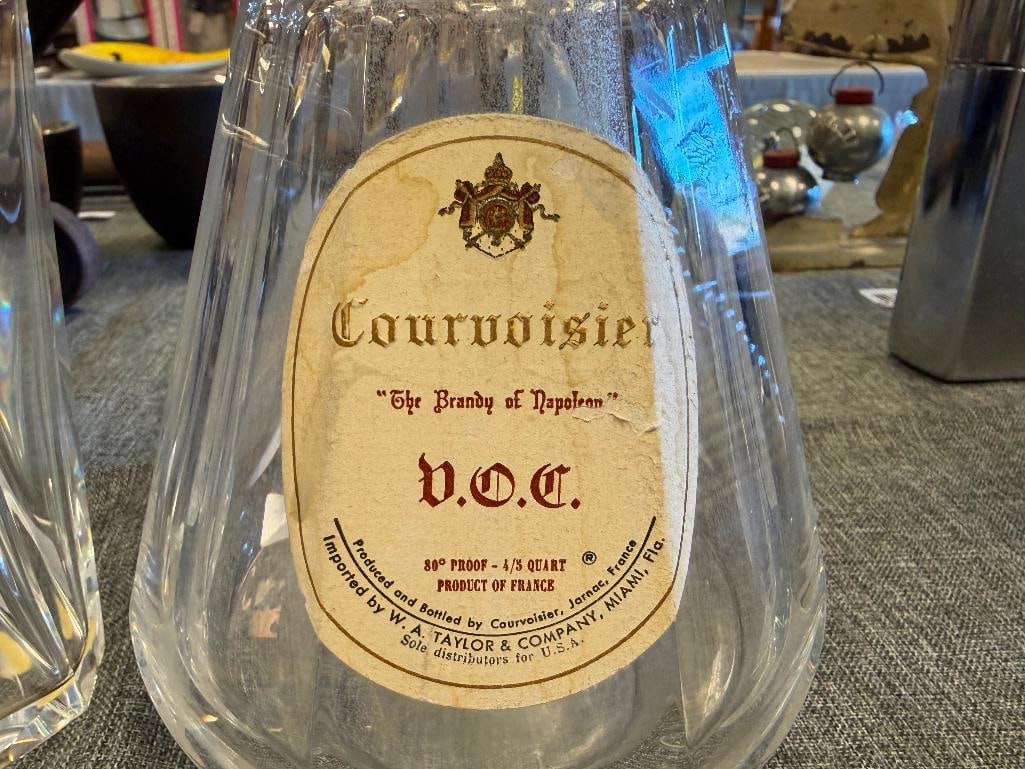 Courvoisier
"The Brandy of Napoleon"
V.O.C.
80° PROOF - 4/5 QUART ®
PRODUCT OF FRANCE
Produced and Bottled by Courvoisier, Jarnac, France
Imported by W. A. TAYLOR & COMPANY, MIAMI, Fla.
Sole distributors for U.S.A.